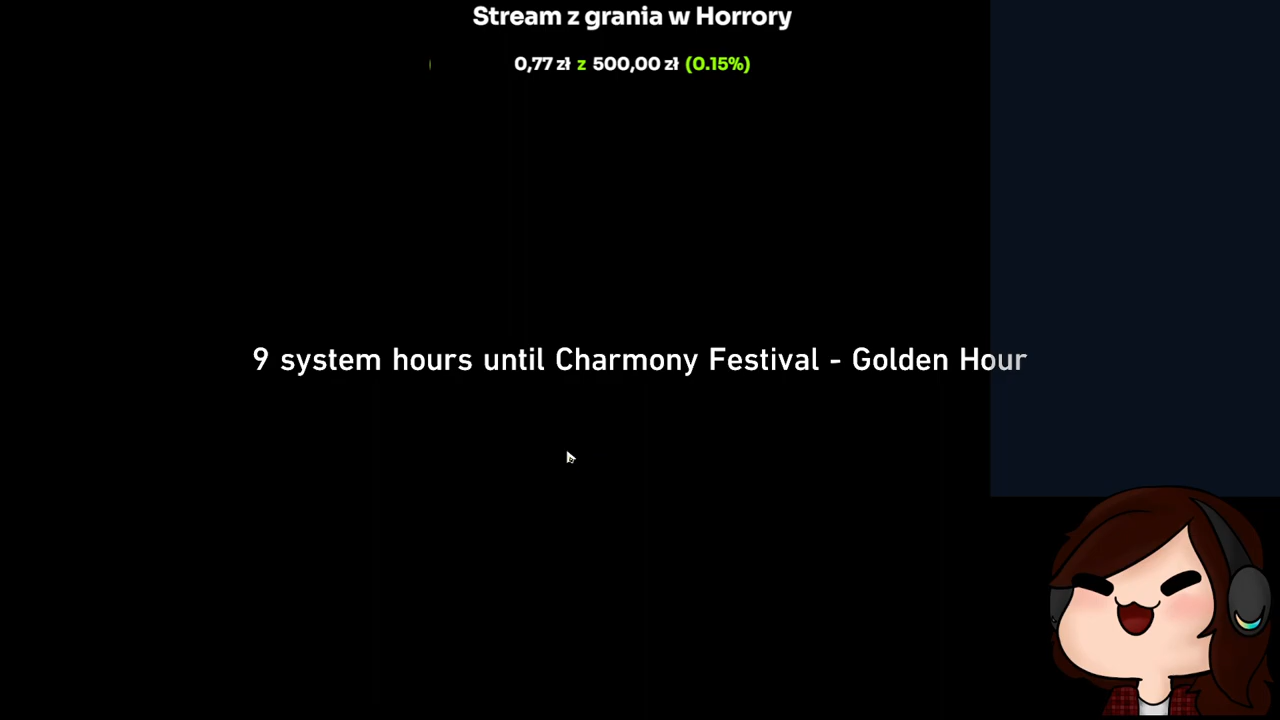 Stream z grania w Horrory
0,77 zł z 500,00 zł (0.15%)
9 system hours until Charmony Festival - Golden Hour